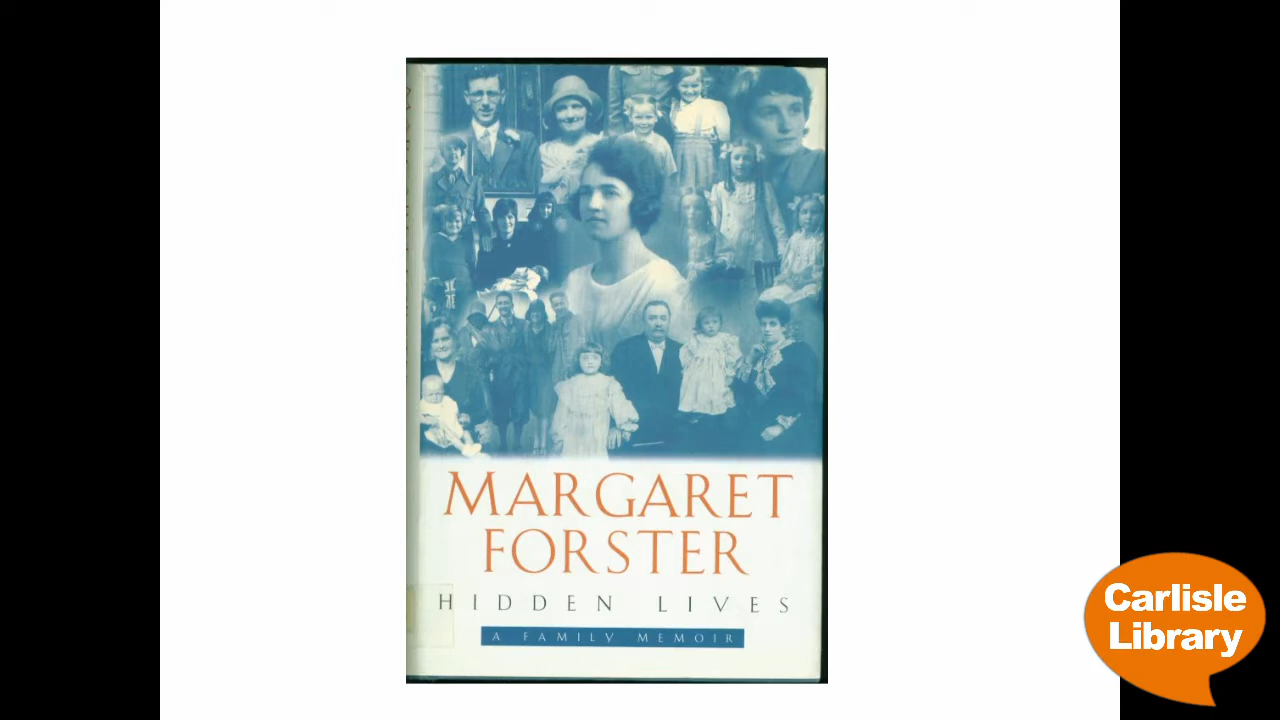 MARGARET
FORSTER
HIDDEN LIVES
A FAMILY MEMOIR
Carlisle
Library